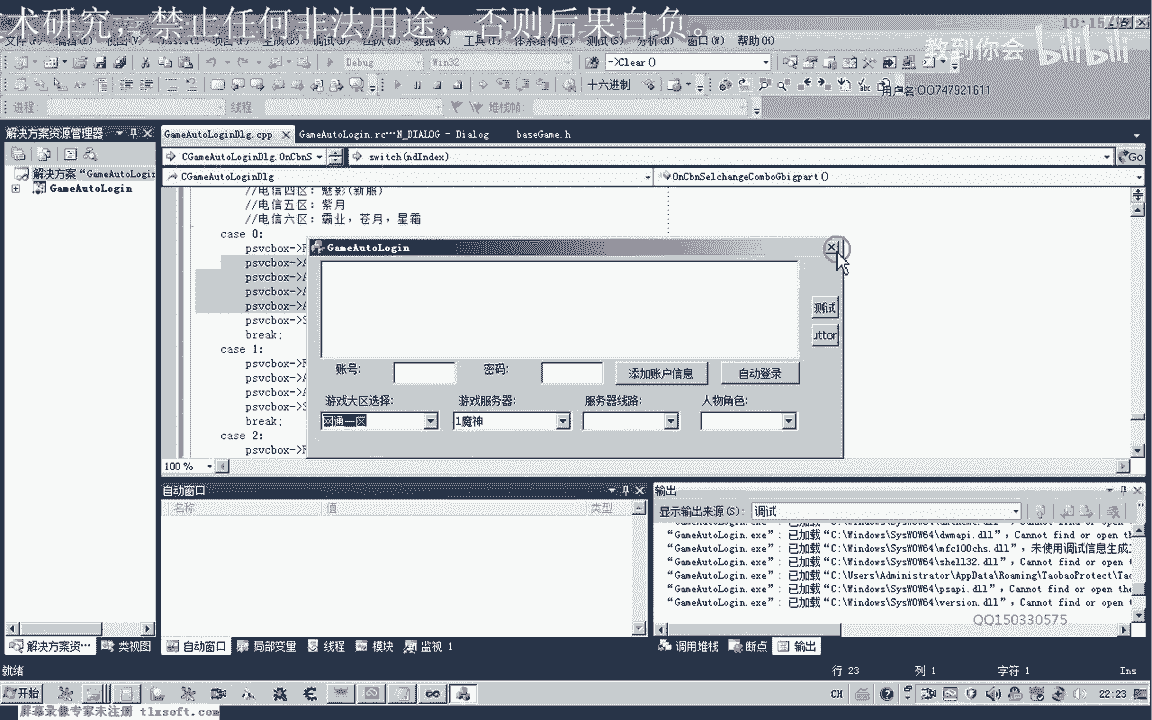 术研究，禁止任何非法用途，否则后果自负。
10:15
教到你会 bilibili
工具(T) 体系结构(C) 测试(S) 分析(N) 窗口(W) 帮助(H)
Debug Win32 ->Clear()
十六进制 用户名:QQ747921611
进程: 线程 堆栈帧:
解决方案资源管理器
GameAutoLoginDlg.cpp GameAutoLogin.rc…N_DIALOG - Dialog baseGame.h
CGameAutoLoginDlg.OnCbnS switch(ndIndex) Go
CGameAutoLoginDlg OnCbnSelchangeComboGbigpart()
解决方案“GameAutoLogin
GameAutoLogin
//电信四区: 魅影(新服)
//电信五区: 紫月
//电信六区: 霸业，苍月，星霜
case 0:
psvcbox->
psvcbox->
psvcbox->
psvcbox->
psvcbox->
psvcbox->
break;
case 1:
psvcbox->
psvcbox->
psvcbox->
psvcbox->
break;
case 2:
psvcbox->
GameAutoLogin
测试
utton
账号: 密码: 添加账户信息 自动登录
游戏大区选择: 游戏服务器: 服务器线路: 人物角色:
网通一区 1魔神
100 %
自动窗口
名称 值 类型
输出
显示输出来源(S): 调试
“GameAutoLogin.exe”: 已加载“C:\Windows\SysWOW64\dwmapi.dll”，Cannot find or open th
“GameAutoLogin.exe”: 已加载“C:\Windows\SysWOW64\mfc100chs.dll”，未使用调试信息生成
“GameAutoLogin.exe”: 已加载“C:\Windows\SysWOW64\shell32.dll”，Cannot find or open
“GameAutoLogin.exe”: 已加载“C:\Users\Administrator\AppData\Roaming\TaobaoProtect\Tao
“GameAutoLogin.exe”: 已加载“C:\Windows\SysWOW64\psapi.dll”，Cannot find or open the
“GameAutoLogin.exe”: 已加载“C:\Windows\SysWOW64\version.dll”，Cannot find or open
QQ150330575
解决方案资… 类视图 自动窗口 局部变量 线程 模块 监视 1 调用堆栈 断点 输出
就绪 行 23 列 1 字符 1 Ins
开始 CH 22:23
屏幕录像专家未注册 tlxsoft.com